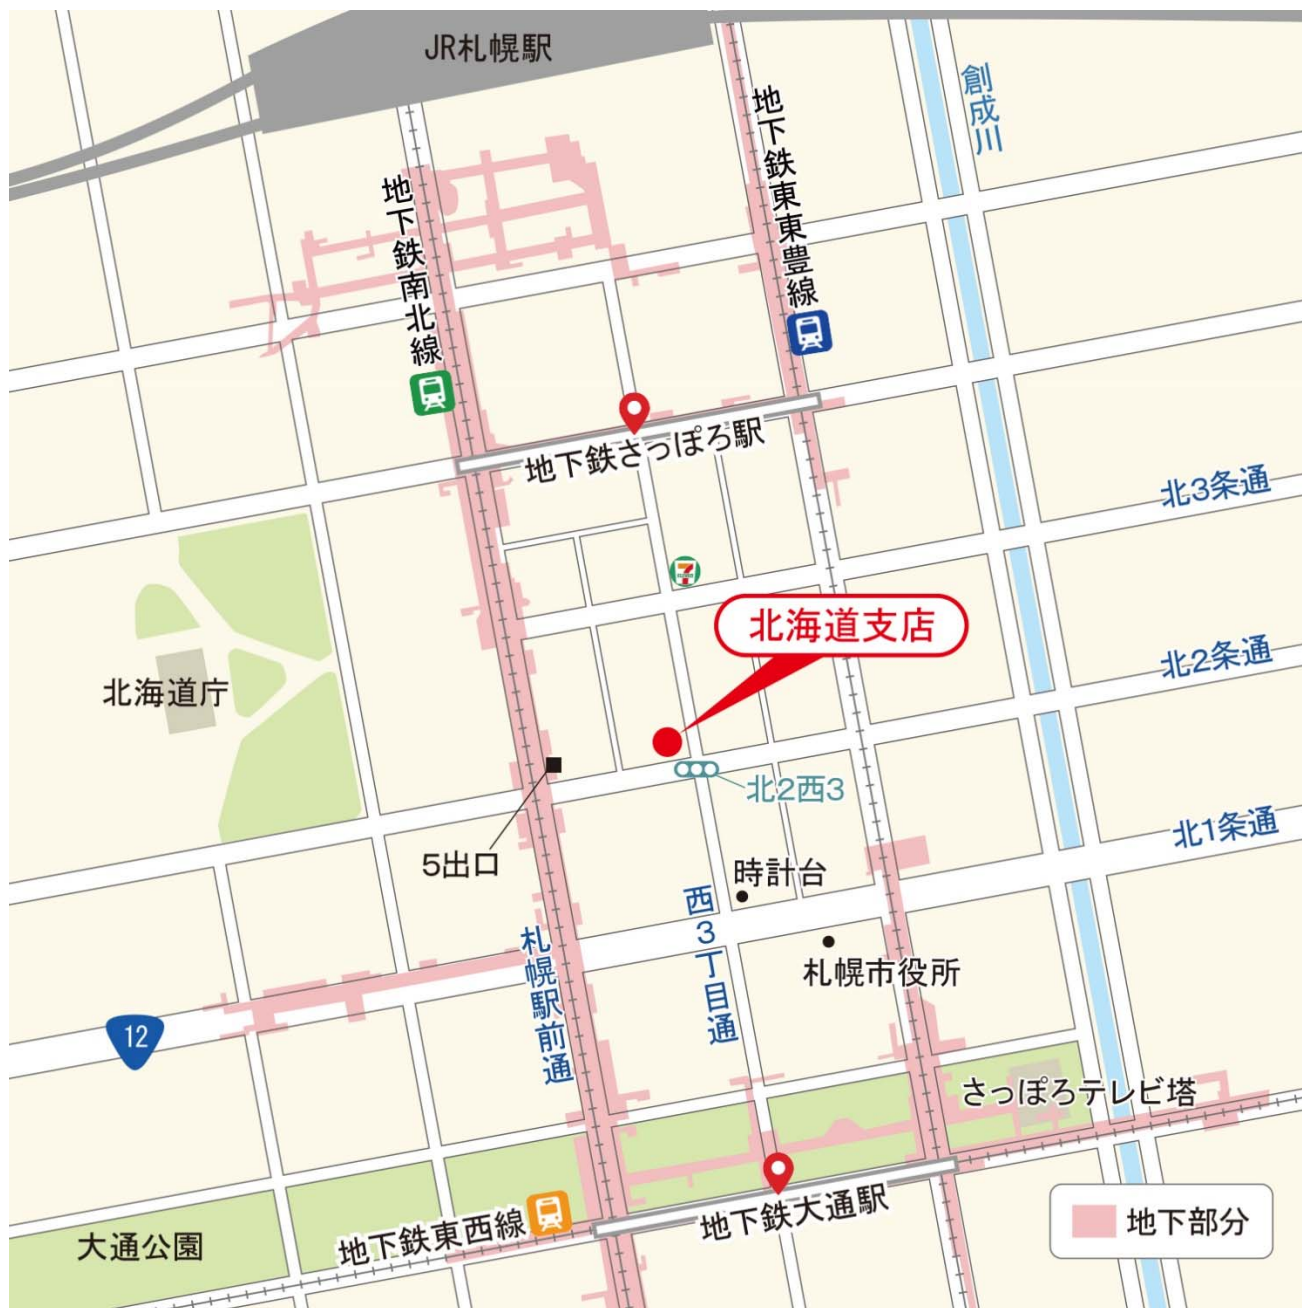 JR札幌駅
創成川
地下鉄東東豊線
地下鉄南北線
地下鉄さっぽろ駅
北3条通
7
北海道支店
北2条通
北海道庁
北2西3
北1条通
5出口
時計台
西3丁目通
札幌駅前通
札幌市役所
12
さっぽろテレビ塔
地下鉄大通駅
地下鉄東西線
大通公園
地下部分